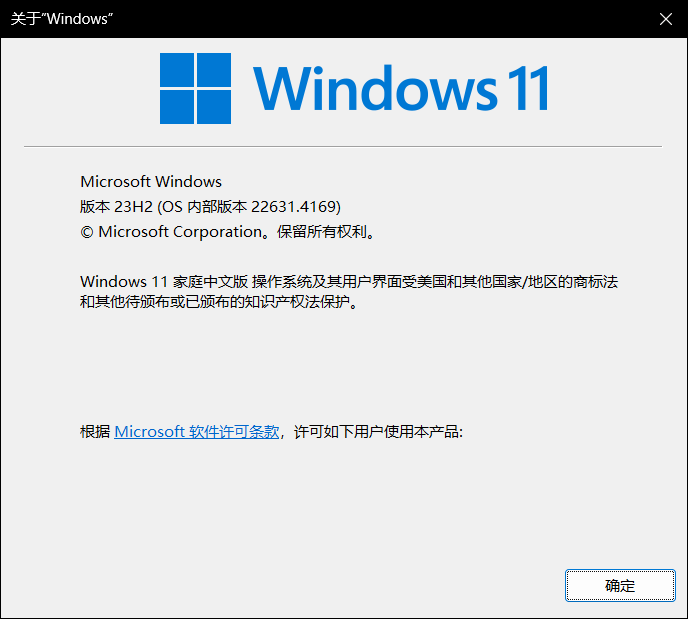 关于“Windows”
Windows 11
Microsoft Windows
版本 23H2 (OS 内部版本 22631.4169)
© Microsoft Corporation。保留所有权利。
Windows 11 家庭中文版 操作系统及其用户界面受美国和其他国家/地区的商标法
和其他待颁布或已颁布的知识产权法保护。
根据 Microsoft 软件许可条款，许可如下用户使用本产品:
确定